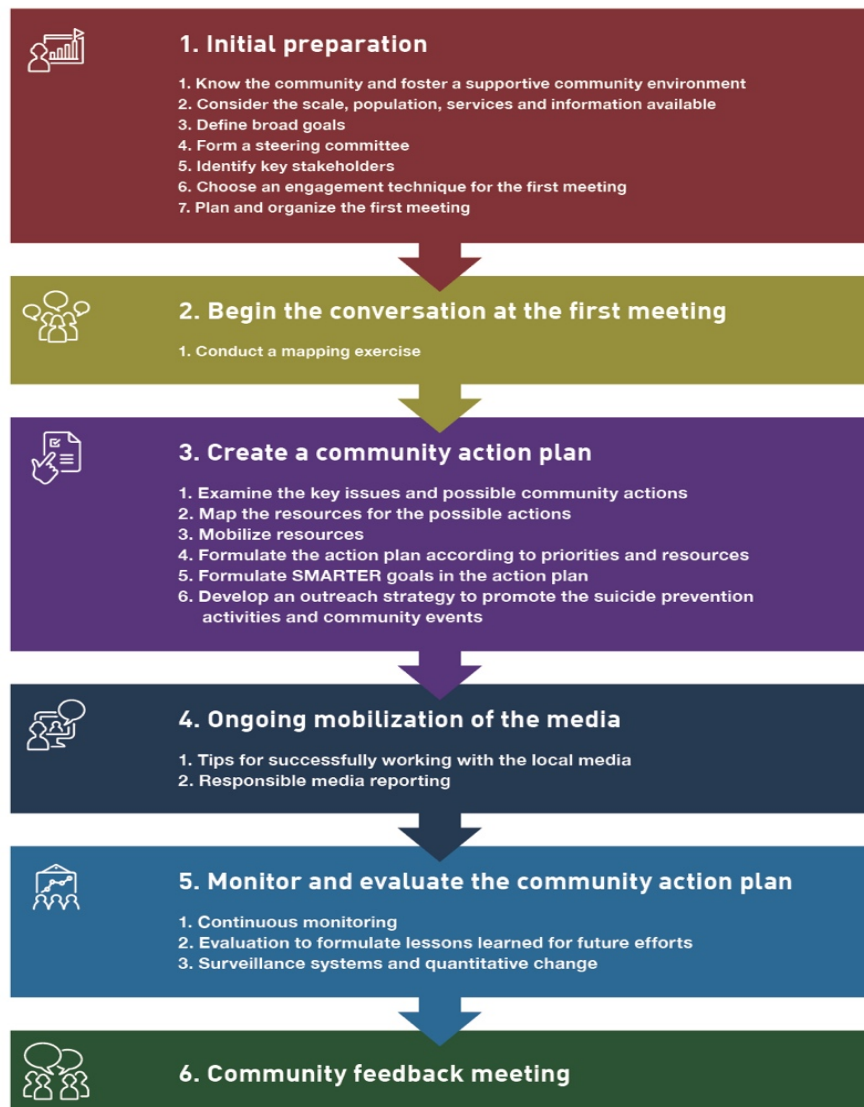 1. Initial preparation
1. Know the community and foster a supportive community environment
2. Consider the scale, population, services and information available
3. Define broad goals
4. Form a steering committee
5. Identify key stakeholders
6. Choose an engagement technique for the first meeting
7. Plan and organize the first meeting
2. Begin the conversation at the first meeting
1. Conduct a mapping exercise
3. Create a community action plan
1. Examine the key issues and possible community actions
2. Map the resources for the possible actions
3. Mobilize resources
4. Formulate the action plan according to priorities and resources
5. Formulate SMARTER goals in the action plan
6. Develop an outreach strategy to promote the suicide prevention
activities and community events
4. Ongoing mobilization of the media
1. Tips for successfully working with the local media
2. Responsible media reporting
5. Monitor and evaluate the community action plan
1. Continuous monitoring
2. Evaluation to formulate lessons learned for future efforts
3. Surveillance systems and quantitative change
6. Community feedback meeting